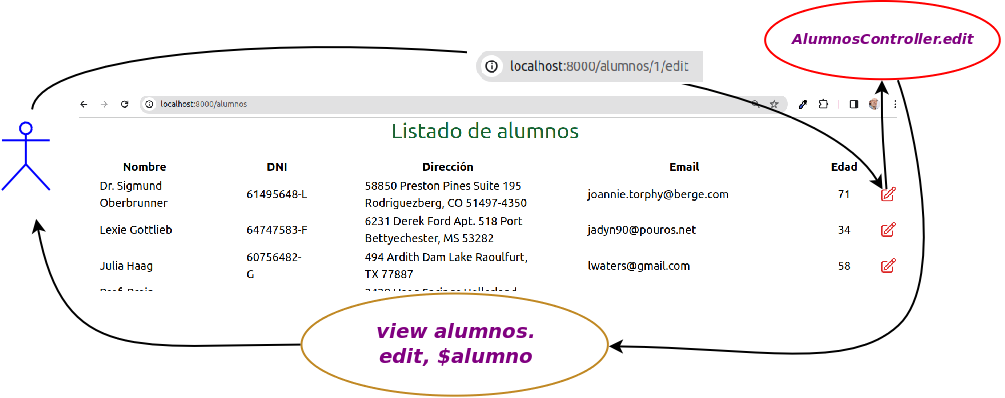 AlumnosController.edit
localhost:8000/alumnos/1/edit
localhost:8000/alumnos
Listado de alumnos
Nombre DNI Dirección Email Edad
Dr. Sigmund
Oberbrunner
61495648-L
58850 Preston Pines Suite 195
Rodriguezberg, CO 51497-4350
joannie.torphy@berge.com
71
Lexie Gottlieb
64747583-F
6231 Derek Ford Apt. 518 Port
Bettyechester, MS 53282
jadyn90@pouros.net
34
Julia Haag
60756482-
G
494 Ardith Dam Lake Raoulfurt,
TX 77887
lwaters@gmail.com
58
view alumnos.
edit, $alumno